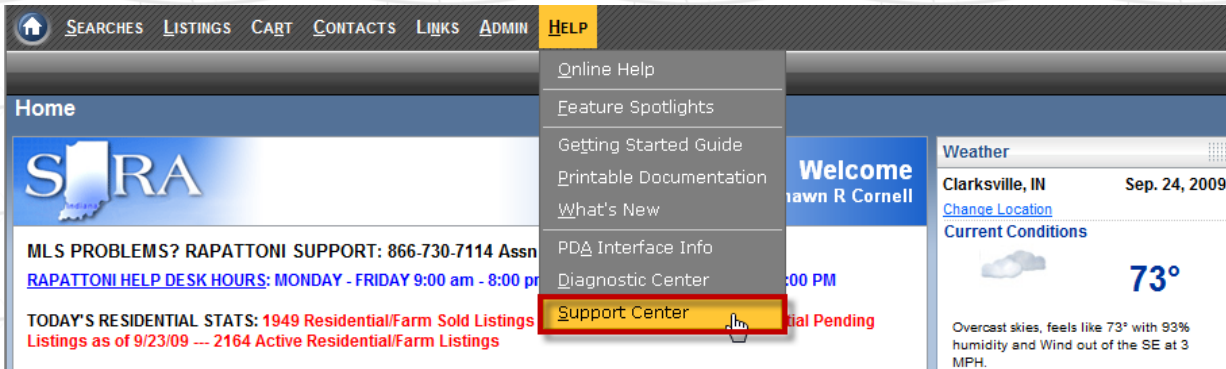 SEARCHES LISTINGS CART CONTACTS LINKS ADMIN HELP
Online Help
Feature Spotlights
Getting Started Guide
Printable Documentation
What's New
PDA Interface Info
Diagnostic Center
Support Center
Home
S RA
Indiana
Welcome
hawn R Cornell
MLS PROBLEMS? RAPATTONI SUPPORT: 866-730-7114 Assn
RAPATTONI HELP DESK HOURS: MONDAY - FRIDAY 9:00 am - 8:00 pm :00 PM
TODAY'S RESIDENTIAL STATS: 1949 Residential/Farm Sold Listings tial Pending
Listings as of 9/23/09 --- 2164 Active Residential/Farm Listings
Weather
Clarksville, IN Sep. 24, 2009
Change Location
Current Conditions
73°
Overcast skies, feels like 73° with 93%
humidity and Wind out of the SE at 3
MPH.